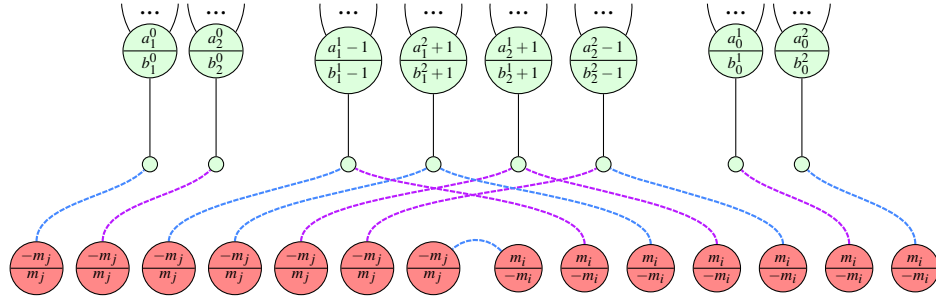 ... ... ... ... ... ... ... ...
a_1^0 a_2^0 a_1^1 − 1 a_1^2 + 1 a_2^1 + 1 a_2^2 − 1 a_0^1 a_0^2
b_1^0 b_2^0 b_1^1 − 1 b_1^2 + 1 b_2^1 + 1 b_2^2 − 1 b_0^1 b_0^2
−m_j −m_j −m_j −m_j −m_j −m_j −m_j m_i m_i m_i m_i m_i m_i m_i
m_j m_j m_j m_j m_j m_j m_j −m_i −m_i −m_i −m_i −m_i −m_i −m_i